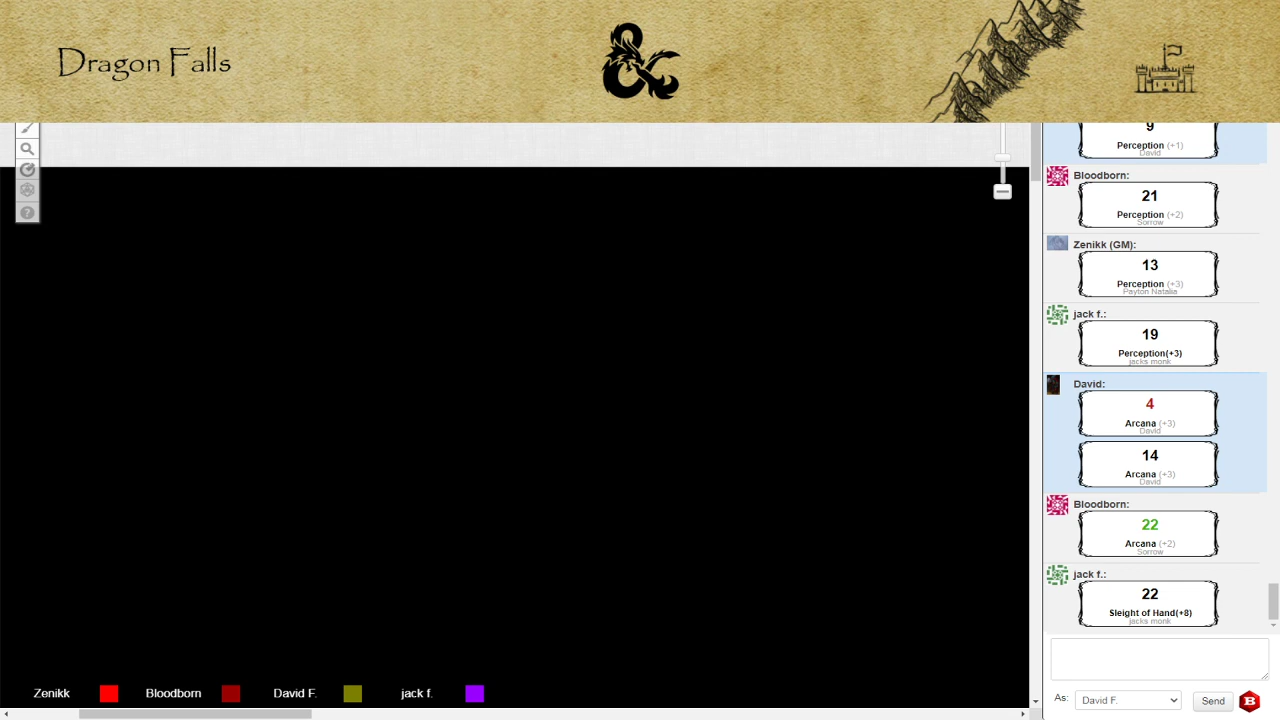 Dragon Falls
9
Perception (+1)
David
Bloodborn:
21
Perception (+2)
Sorrow
Zenikk (GM):
13
Perception (+3)
Payton Natalia
jack f.:
19
Perception(+3)
jacks monk
David:
4
Arcana (+3)
David
14
Arcana (+3)
David
Bloodborn:
22
Arcana (+2)
Sorrow
jack f.:
22
Sleight of Hand(+8)
jacks monk
As: David F. Send B
Zenikk Bloodborn David F. jack f.